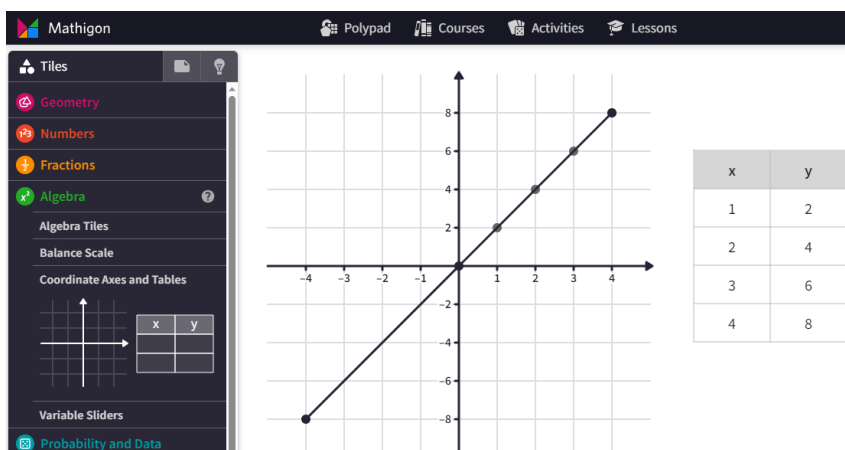 Mathigon Polypad Courses Activities Lessons
Tiles
Geometry
Numbers
Fractions
Algebra
Algebra Tiles
Balance Scale
Coordinate Axes and Tables
x y
Variable Sliders
Probability and Data
8
6
4
2
-4 -3 -2 -1 1 2 3 4
-2
-4
-6
-8
x y
1 2
2 4
3 6
4 8